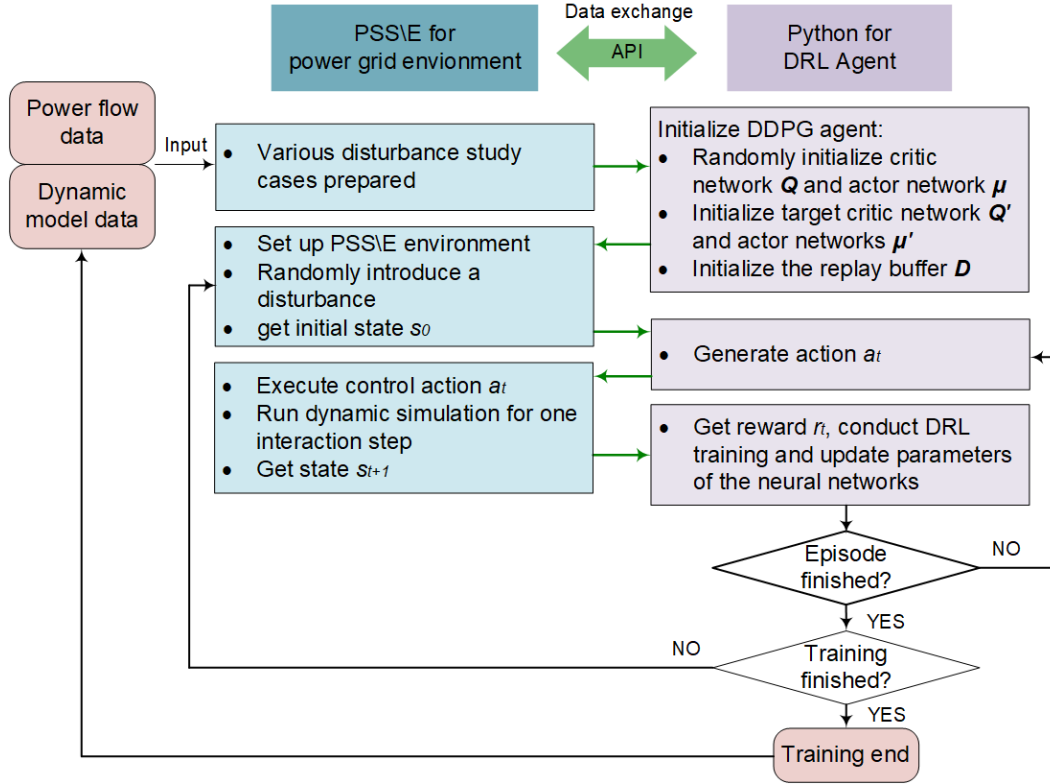 Data exchange
PSS\E for
power grid envionment
API
Python for
DRL Agent
Power flow
data
Dynamic
model data
Input
• Various disturbance study
cases prepared
Initialize DDPG agent:
• Randomly initialize critic
network Q and actor network μ
• Initialize target critic network Q'
and actor networks μ'
• Initialize the replay buffer D
• Set up PSS\E environment
• Randomly introduce a
disturbance
• get initial state s0
• Generate action at
• Execute control action at
• Run dynamic simulation for one
interaction step
• Get state st+1
• Get reward rt, conduct DRL
training and update parameters
of the neural networks
Episode
finished?
NO
YES
Training
finished?
NO
YES
Training end